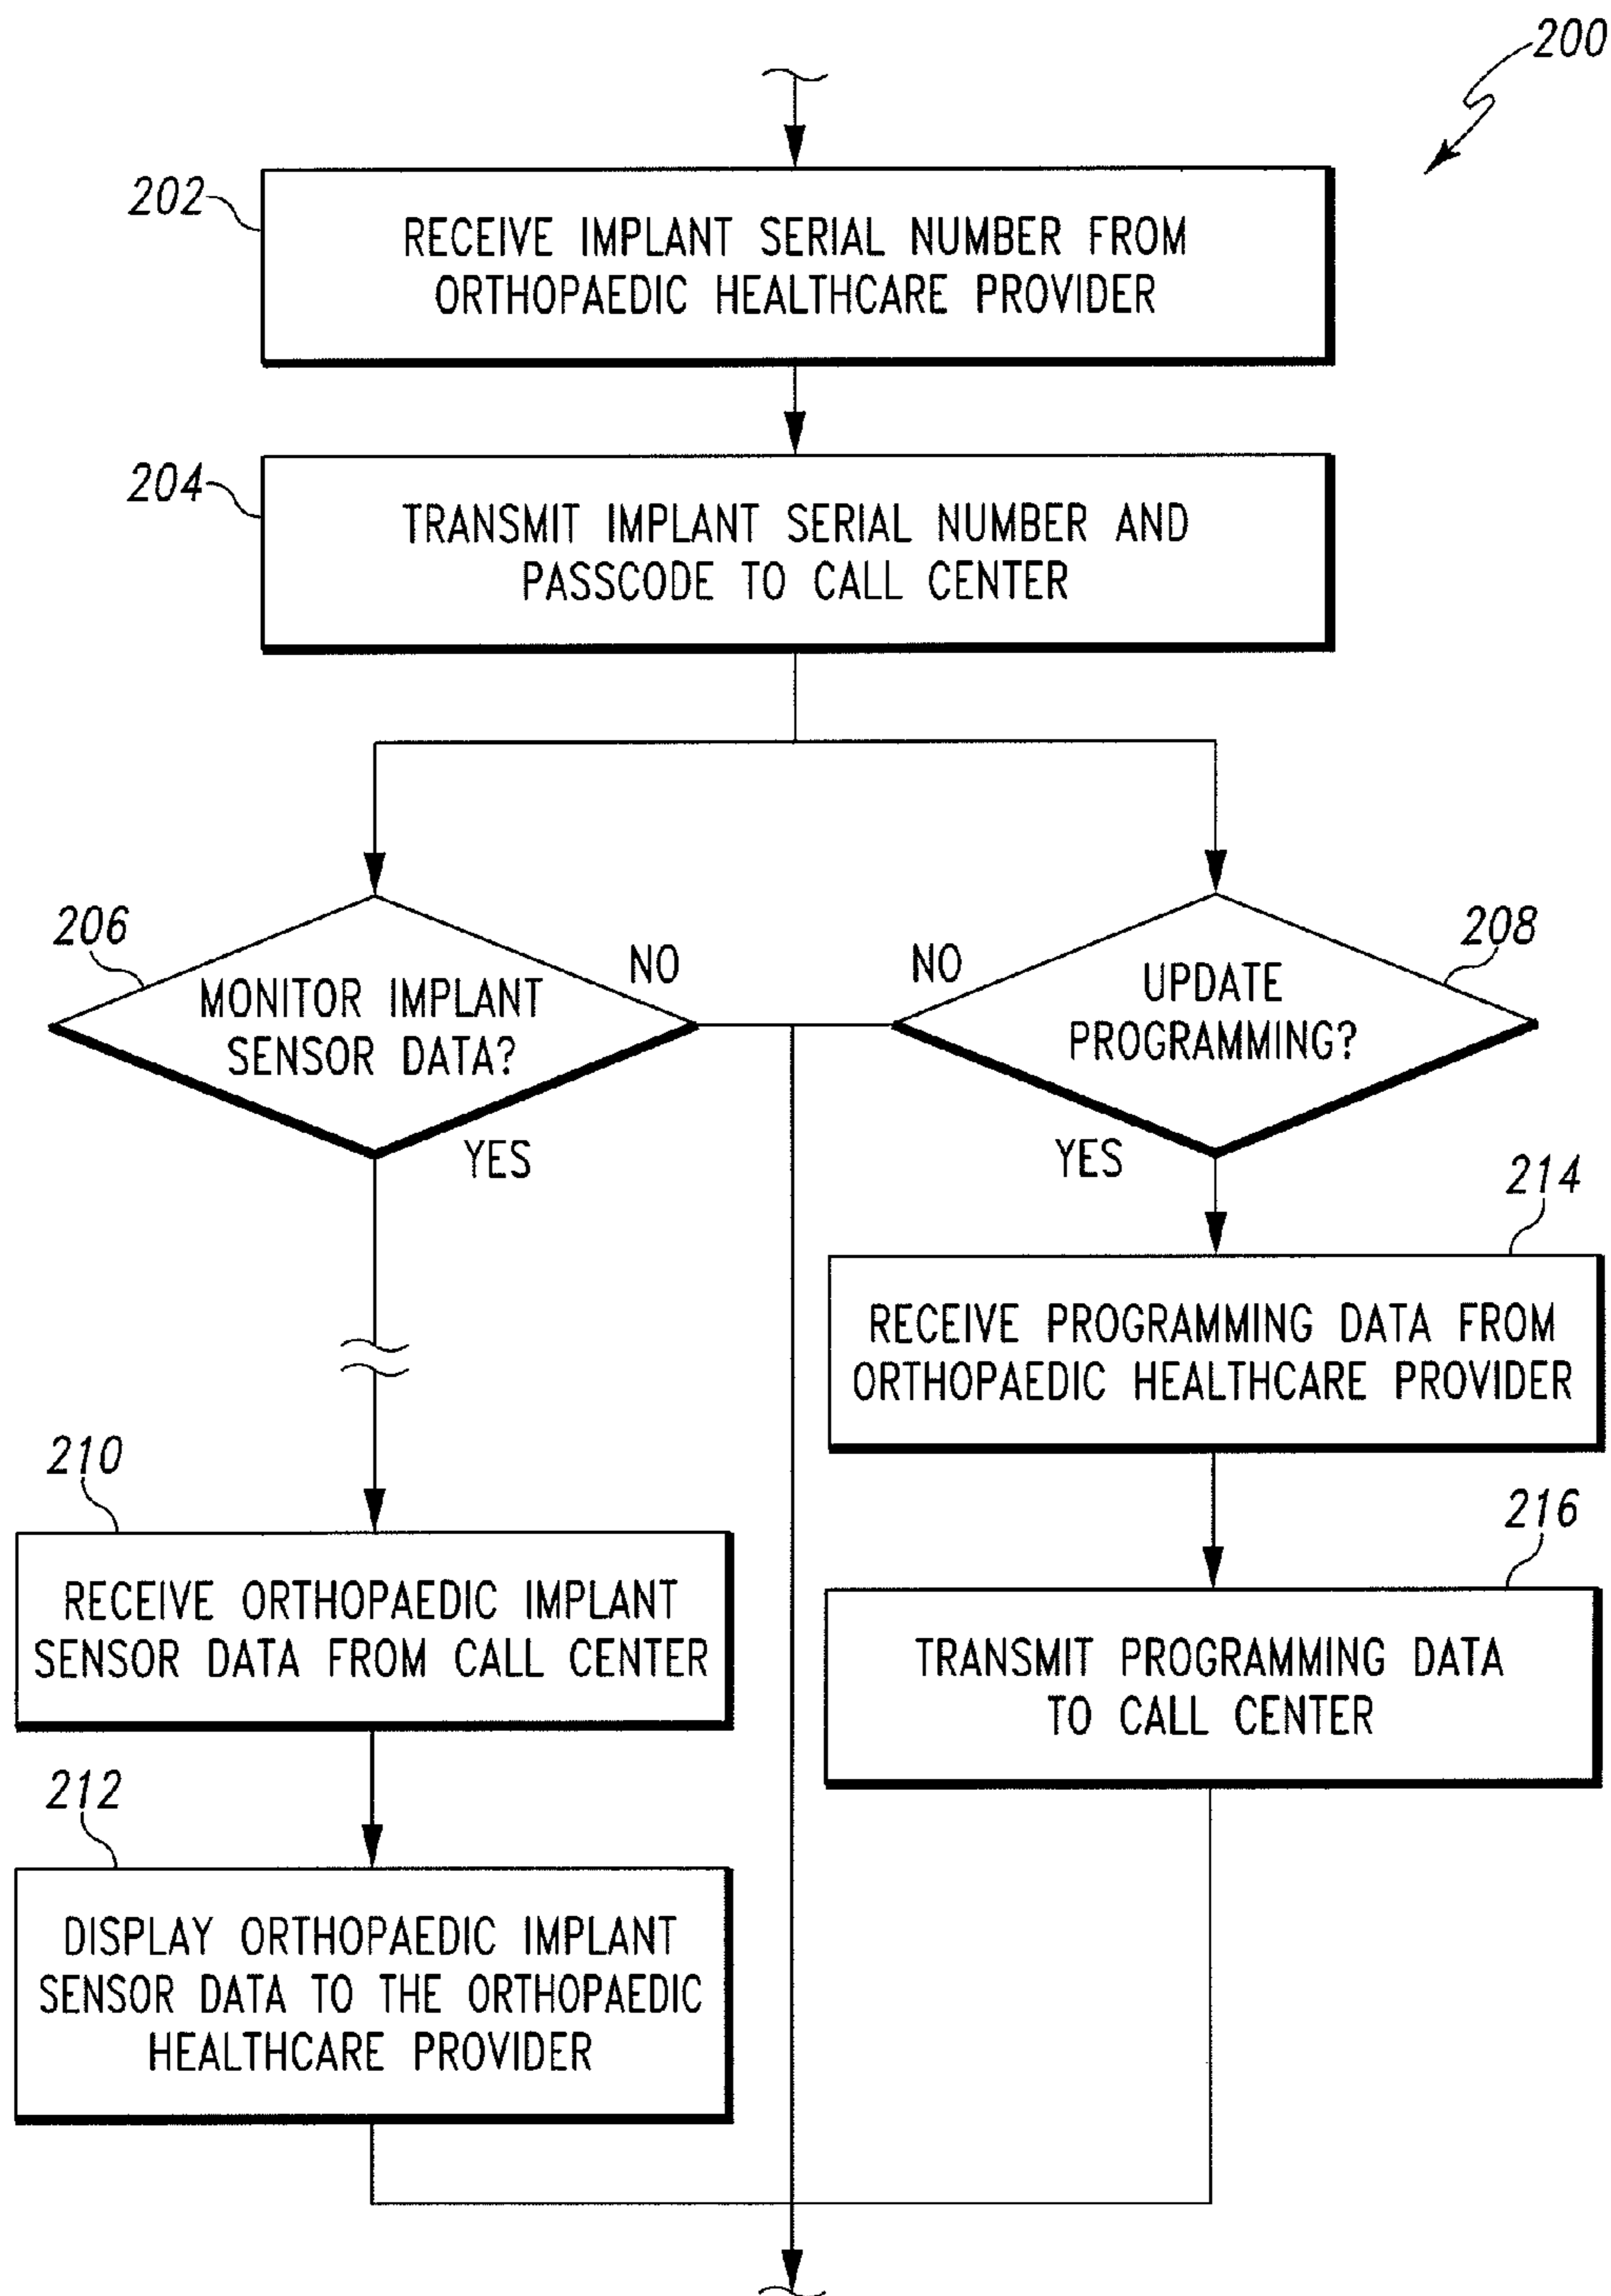 200
202
RECEIVE IMPLANT SERIAL NUMBER FROM
ORTHOPAEDIC HEALTHCARE PROVIDER
204
TRANSMIT IMPLANT SERIAL NUMBER AND
PASSCODE TO CALL CENTER
206
MONITOR IMPLANT
SENSOR DATA?
NO
YES
208
UPDATE
PROGRAMMING?
NO
YES
214
RECEIVE PROGRAMMING DATA FROM
ORTHOPAEDIC HEALTHCARE PROVIDER
210
RECEIVE ORTHOPAEDIC IMPLANT
SENSOR DATA FROM CALL CENTER
216
TRANSMIT PROGRAMMING DATA
TO CALL CENTER
212
DISPLAY ORTHOPAEDIC IMPLANT
SENSOR DATA TO THE ORTHOPAEDIC
HEALTHCARE PROVIDER